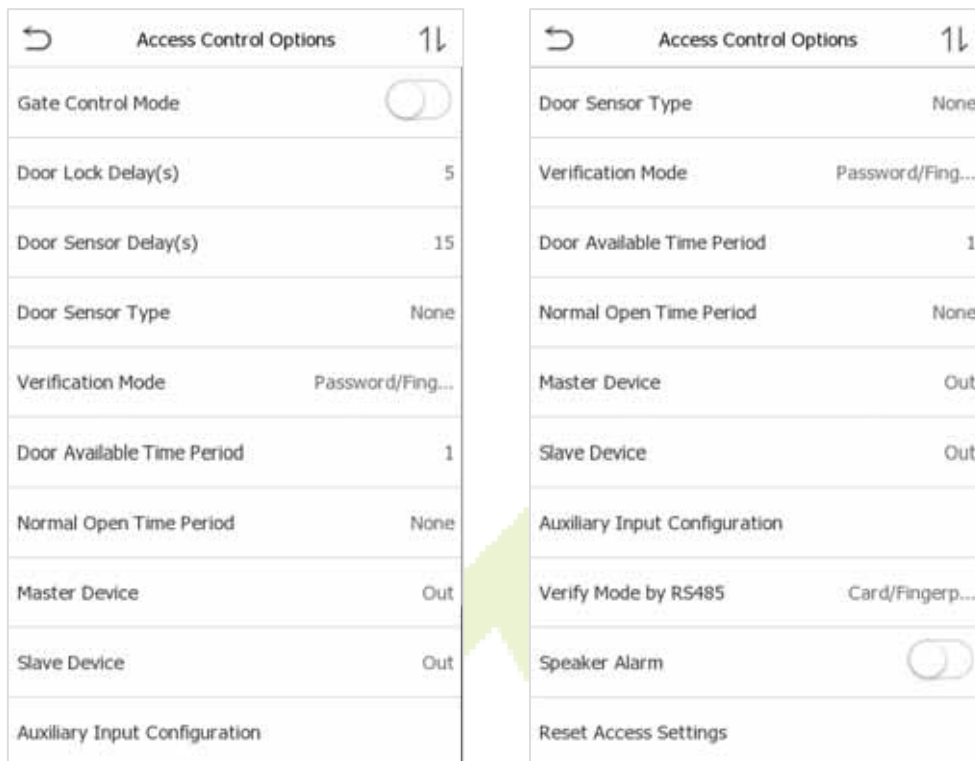 Access Control Options
Gate Control Mode
Door Lock Delay(s) 5
Door Sensor Delay(s) 15
Door Sensor Type None
Verification Mode Password/Fing...
Door Available Time Period 1
Normal Open Time Period None
Master Device Out
Slave Device Out
Auxiliary Input Configuration
Access Control Options
Door Sensor Type None
Verification Mode Password/Fing...
Door Available Time Period 1
Normal Open Time Period None
Master Device Out
Slave Device Out
Auxiliary Input Configuration
Verify Mode by RS485 Card/Fingerp...
Speaker Alarm
Reset Access Settings